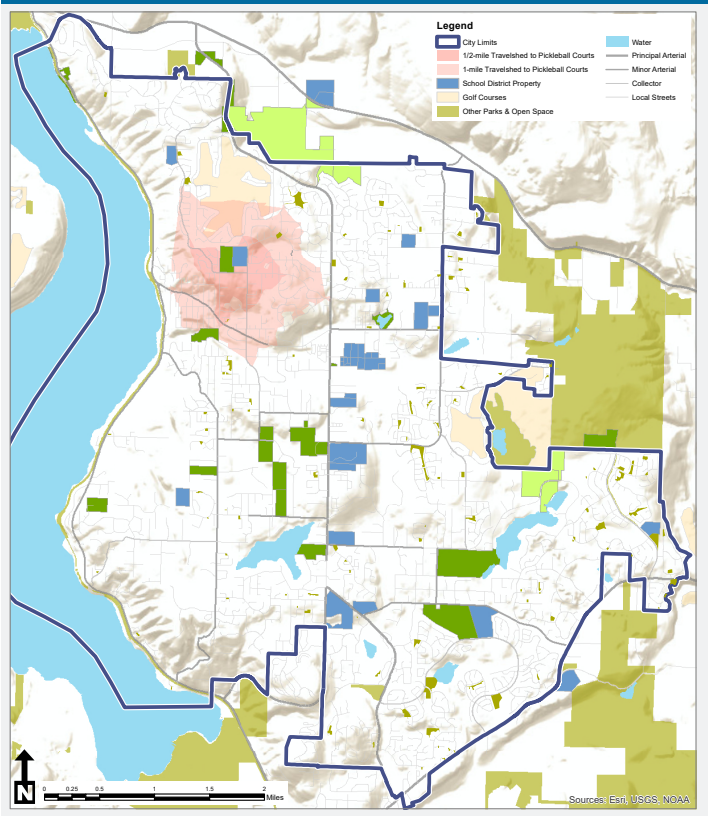 Legend
City Limits
1/2-mile Travelshed to Pickleball Courts
1-mile Travelshed to Pickleball Courts
School District Property
Golf Courses
Other Parks & Open Space
Water
Principal Arterial
Minor Arterial
Collector
Local Streets
N
0 0.25 0.5 1 1.5 2
Miles
Sources: Esri, USGS, NOAA